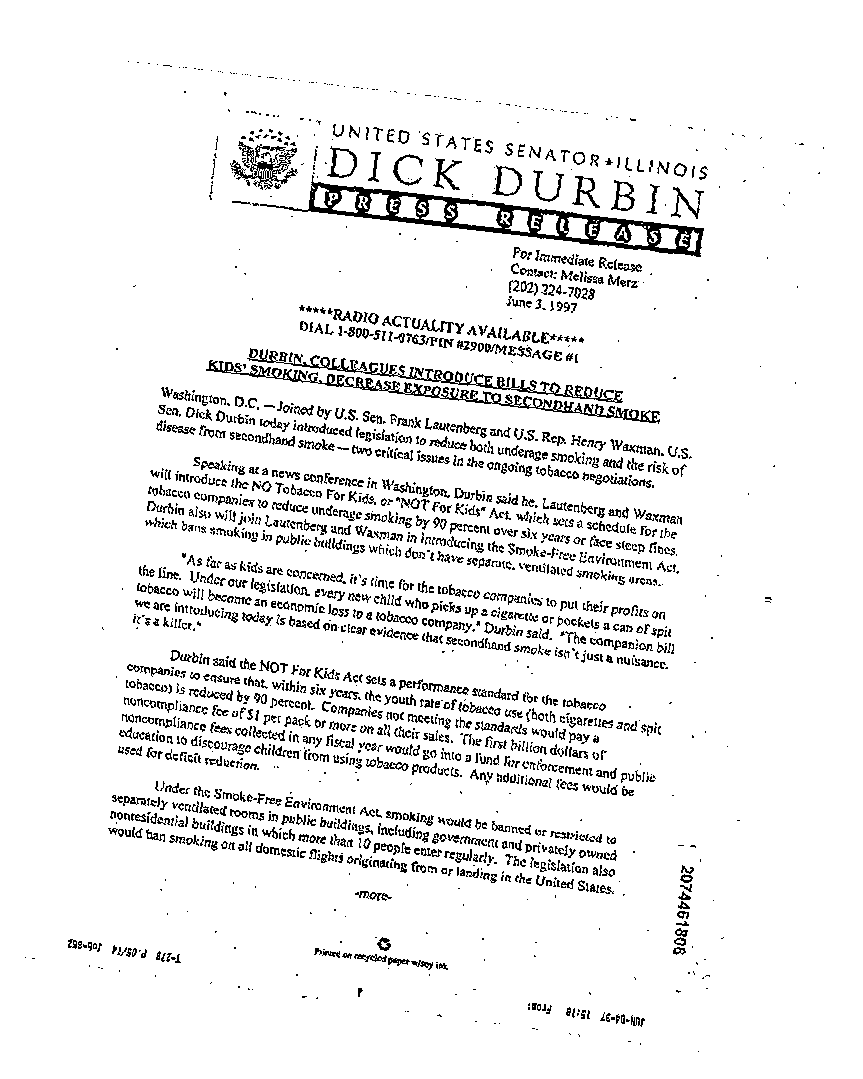 UNITED STATES SENATOR★ILLINOIS
DICK DURBIN
PRESS RELEASE
For Immediate Release
Contact: Melissa Merz
(202) 224-7028
June 3, 1997
*****RADIO ACTUALITY AVAILABLE*****
DIAL 1-800-511-0763/PIN #2900/MESSAGE #1
DURBIN, COLLEAGUES INTRODUCE BILLS TO REDUCE
KIDS' SMOKING, DECREASE EXPOSURE TO SECONDHAND SMOKE
Washington, D.C. — Joined by U.S. Sen. Frank Lautenberg and U.S. Rep. Henry Waxman, U.S.
Sen. Dick Durbin today introduced legislation to reduce both underage smoking and the risk of
disease from secondhand smoke — two critical issues in the ongoing tobacco negotiations.
Speaking at a news conference in Washington, Durbin said he, Lautenberg and Waxman
will introduce the NO Tobacco For Kids, or "NOT For Kids" Act, which sets a schedule for the
tobacco companies to reduce underage smoking by 90 percent over six years or face steep fines.
Durbin also will join Lautenberg and Waxman in introducing the Smoke-Free Environment Act,
which bans smoking in public buildings which don't have separate, ventilated smoking areas.
"As far as kids are concerned, it's time for the tobacco companies to put their profits on
the line. Under our legislation, every new child who picks up a cigarette or pockets a can of spit
tobacco will become an economic loss to a tobacco company," Durbin said. "The companion bill
we are introducing today is based on clear evidence that secondhand smoke isn't just a nuisance,
it's a killer."
Durbin said the NOT For Kids Act sets a performance standard for the tobacco
companies to ensure that, within six years, the youth rate of tobacco use (both cigarettes and spit
tobacco) is reduced by 90 percent. Companies not meeting the standards would pay a
noncompliance fee of $1 per pack or more on all their sales. The first billion dollars of
noncompliance fees collected in any fiscal year would go into a fund for enforcement and public
education to discourage children from using tobacco products. Any additional fees would be
used for deficit reduction.
Under the Smoke-Free Environment Act, smoking would be banned or restricted to
separately ventilated rooms in public buildings, including government and privately owned
nonresidential buildings in which more than 10 people enter regularly. The legislation also
would ban smoking on all domestic flights originating from or landing in the United States.
-more-
2074461806
Printed on recycled paper w/soy ink.
T-278 P.05/14 Job-862
JUN-04-97 15:18 From: